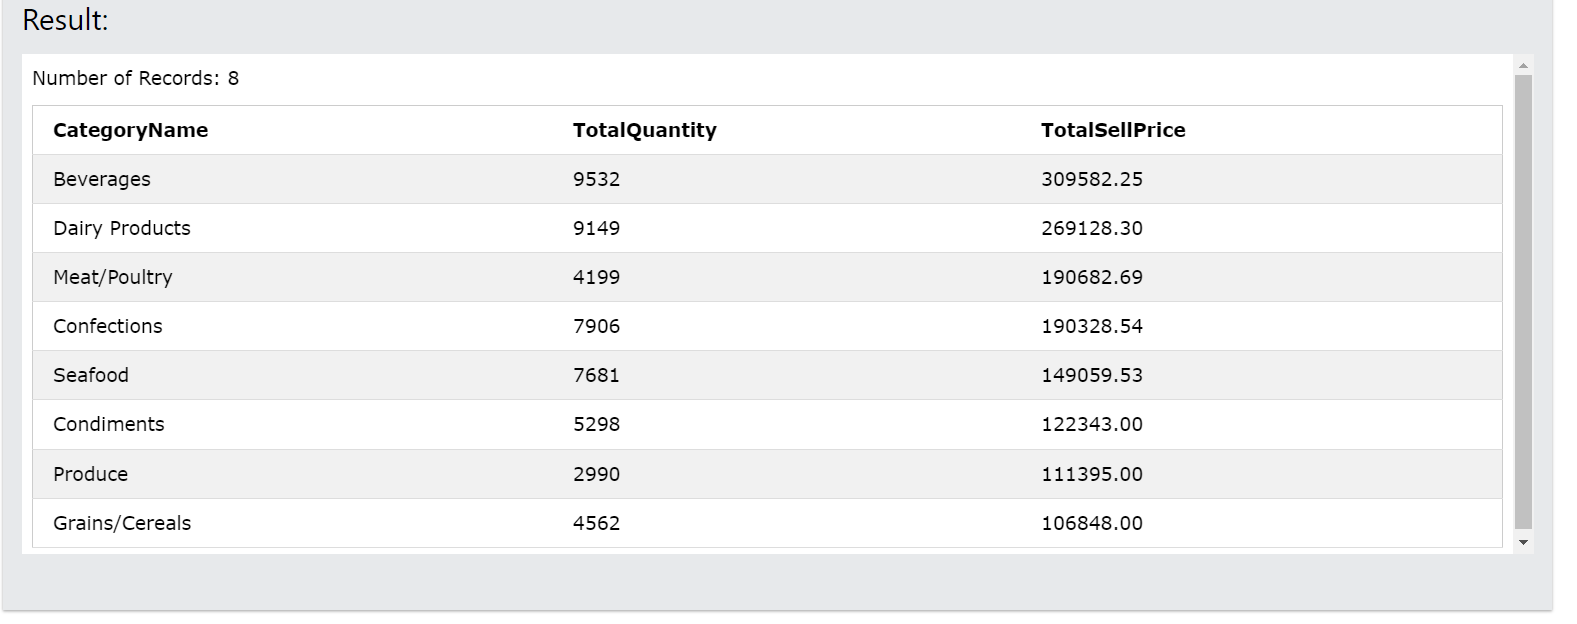 Result:
Number of Records: 8
CategoryName TotalQuantity TotalSellPrice
Beverages 9532 309582.25
Dairy Products 9149 269128.30
Meat/Poultry 4199 190682.69
Confections 7906 190328.54
Seafood 7681 149059.53
Condiments 5298 122343.00
Produce 2990 111395.00
Grains/Cereals 4562 106848.00